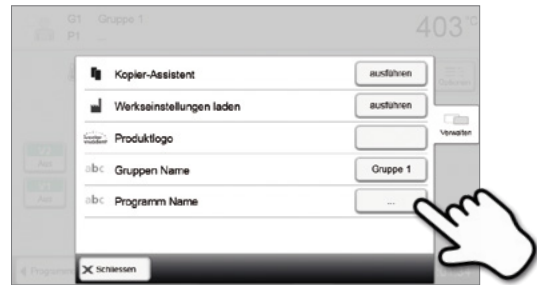 G1 Gruppe 1
P1 ...
403 °C
Kopier-Assistent
ausführen
Werkseinstellungen laden
ausführen
Produktlogo
Verwalten
abc Gruppen Name
Gruppe 1
abc Programm Name
...
Programm
Schliessen